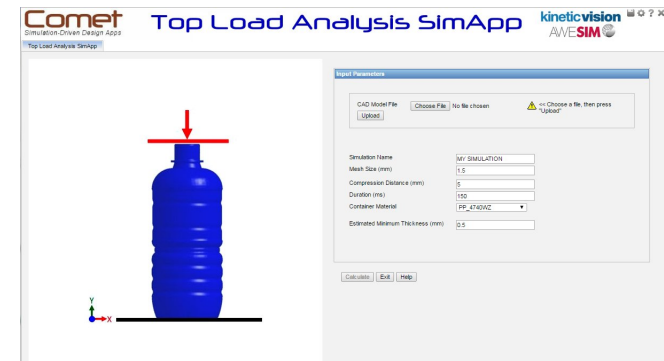 Comet
Simulation-Driven Design Apps
Top Load Analysis SimApp
kineticvision
AWESIM
Top Load Analysis SimApp
Input Parameters
CAD Model File
Choose File No file chosen
<< Choose a file, then press
"Upload"
Upload
Simulation Name MY SIMULATION
Mesh Size (mm) 1.5
Compression Distance (mm) 5
Duration (ms) 150
Container Material PP_4740WZ
Estimated Minimum Thickness (mm) 0.5
Calculate Exit Help
Y
X